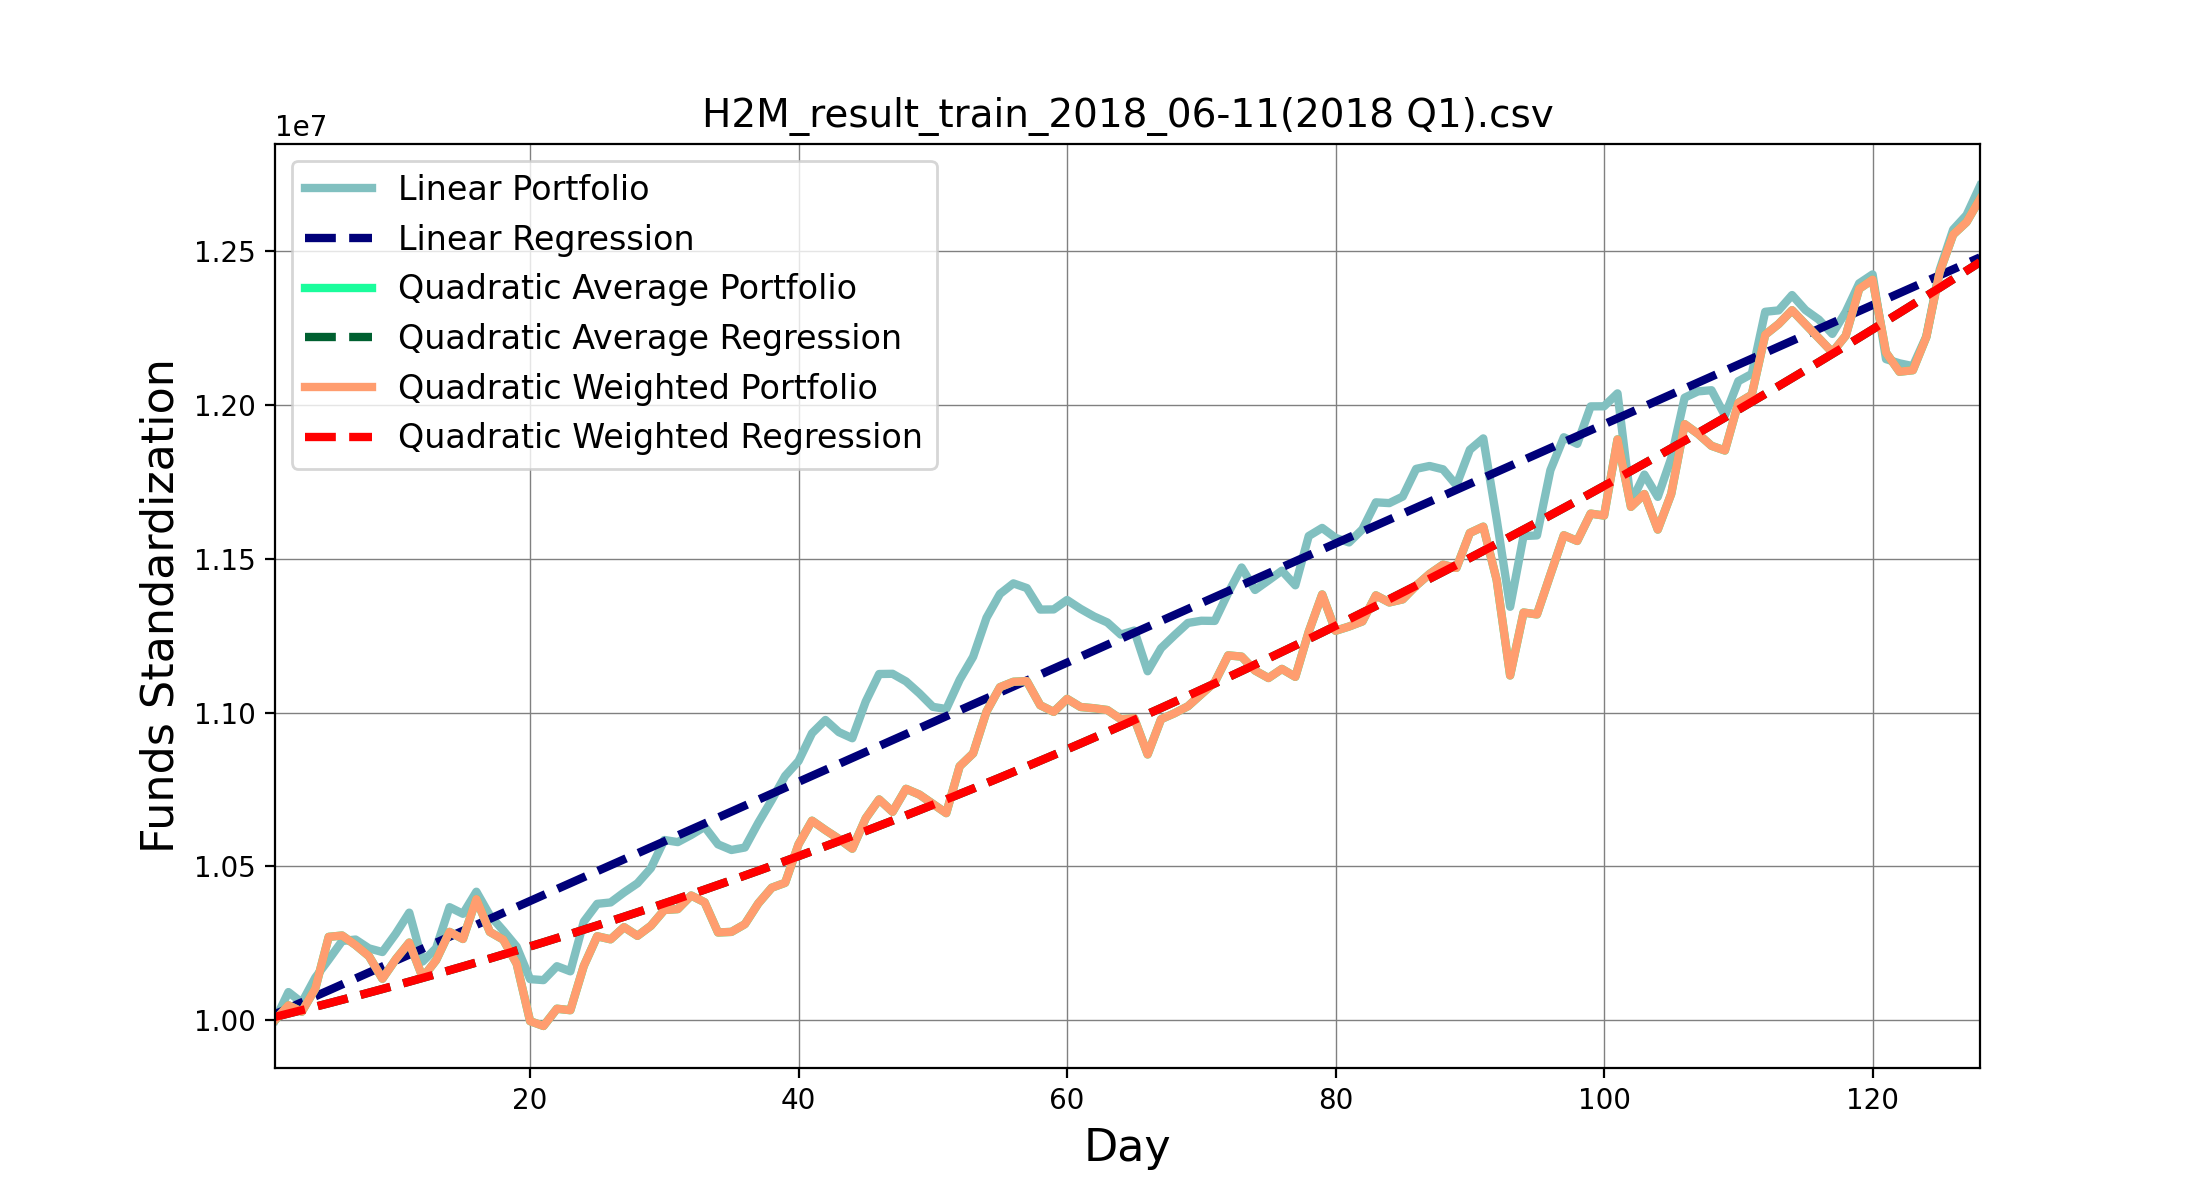 H2M_result_train_2018_06-11(2018 Q1).csv
1e7
Linear Portfolio
Linear Regression
Quadratic Average Portfolio
Quadratic Average Regression
Quadratic Weighted Portfolio
Quadratic Weighted Regression
Funds Standardization
1.25
1.20
1.15
1.10
1.05
1.00
20 40 60 80 100 120
Day